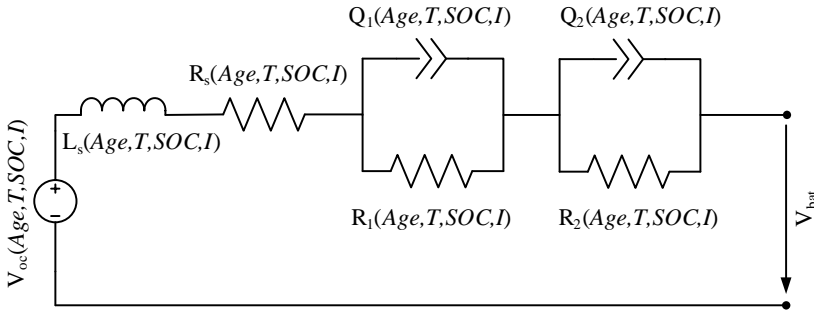 Q1(Age,T,SOC,I)
Q2(Age,T,SOC,I)
Rs(Age,T,SOC,I)
Ls(Age,T,SOC,I)
R1(Age,T,SOC,I)
R2(Age,T,SOC,I)
Voc(Age,T,SOC,I)
+
−
Vbat